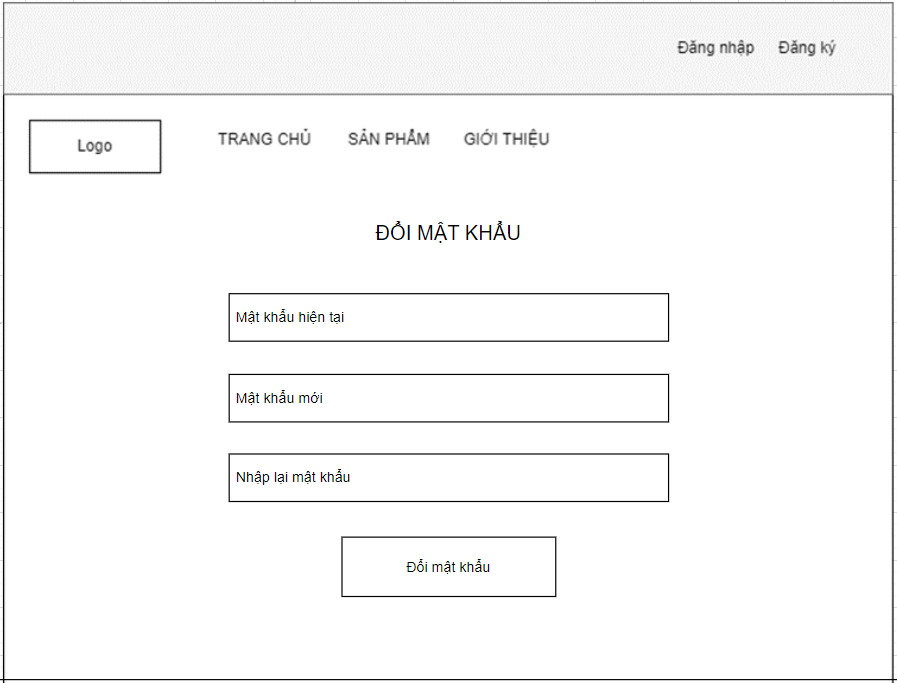 Đăng nhập Đăng ký
Logo TRANG CHỦ SẢN PHẨM GIỚI THIỆU
ĐỔI MẬT KHẨU
Mật khẩu hiện tại
Mật khẩu mới
Nhập lại mật khẩu
Đổi mật khẩu